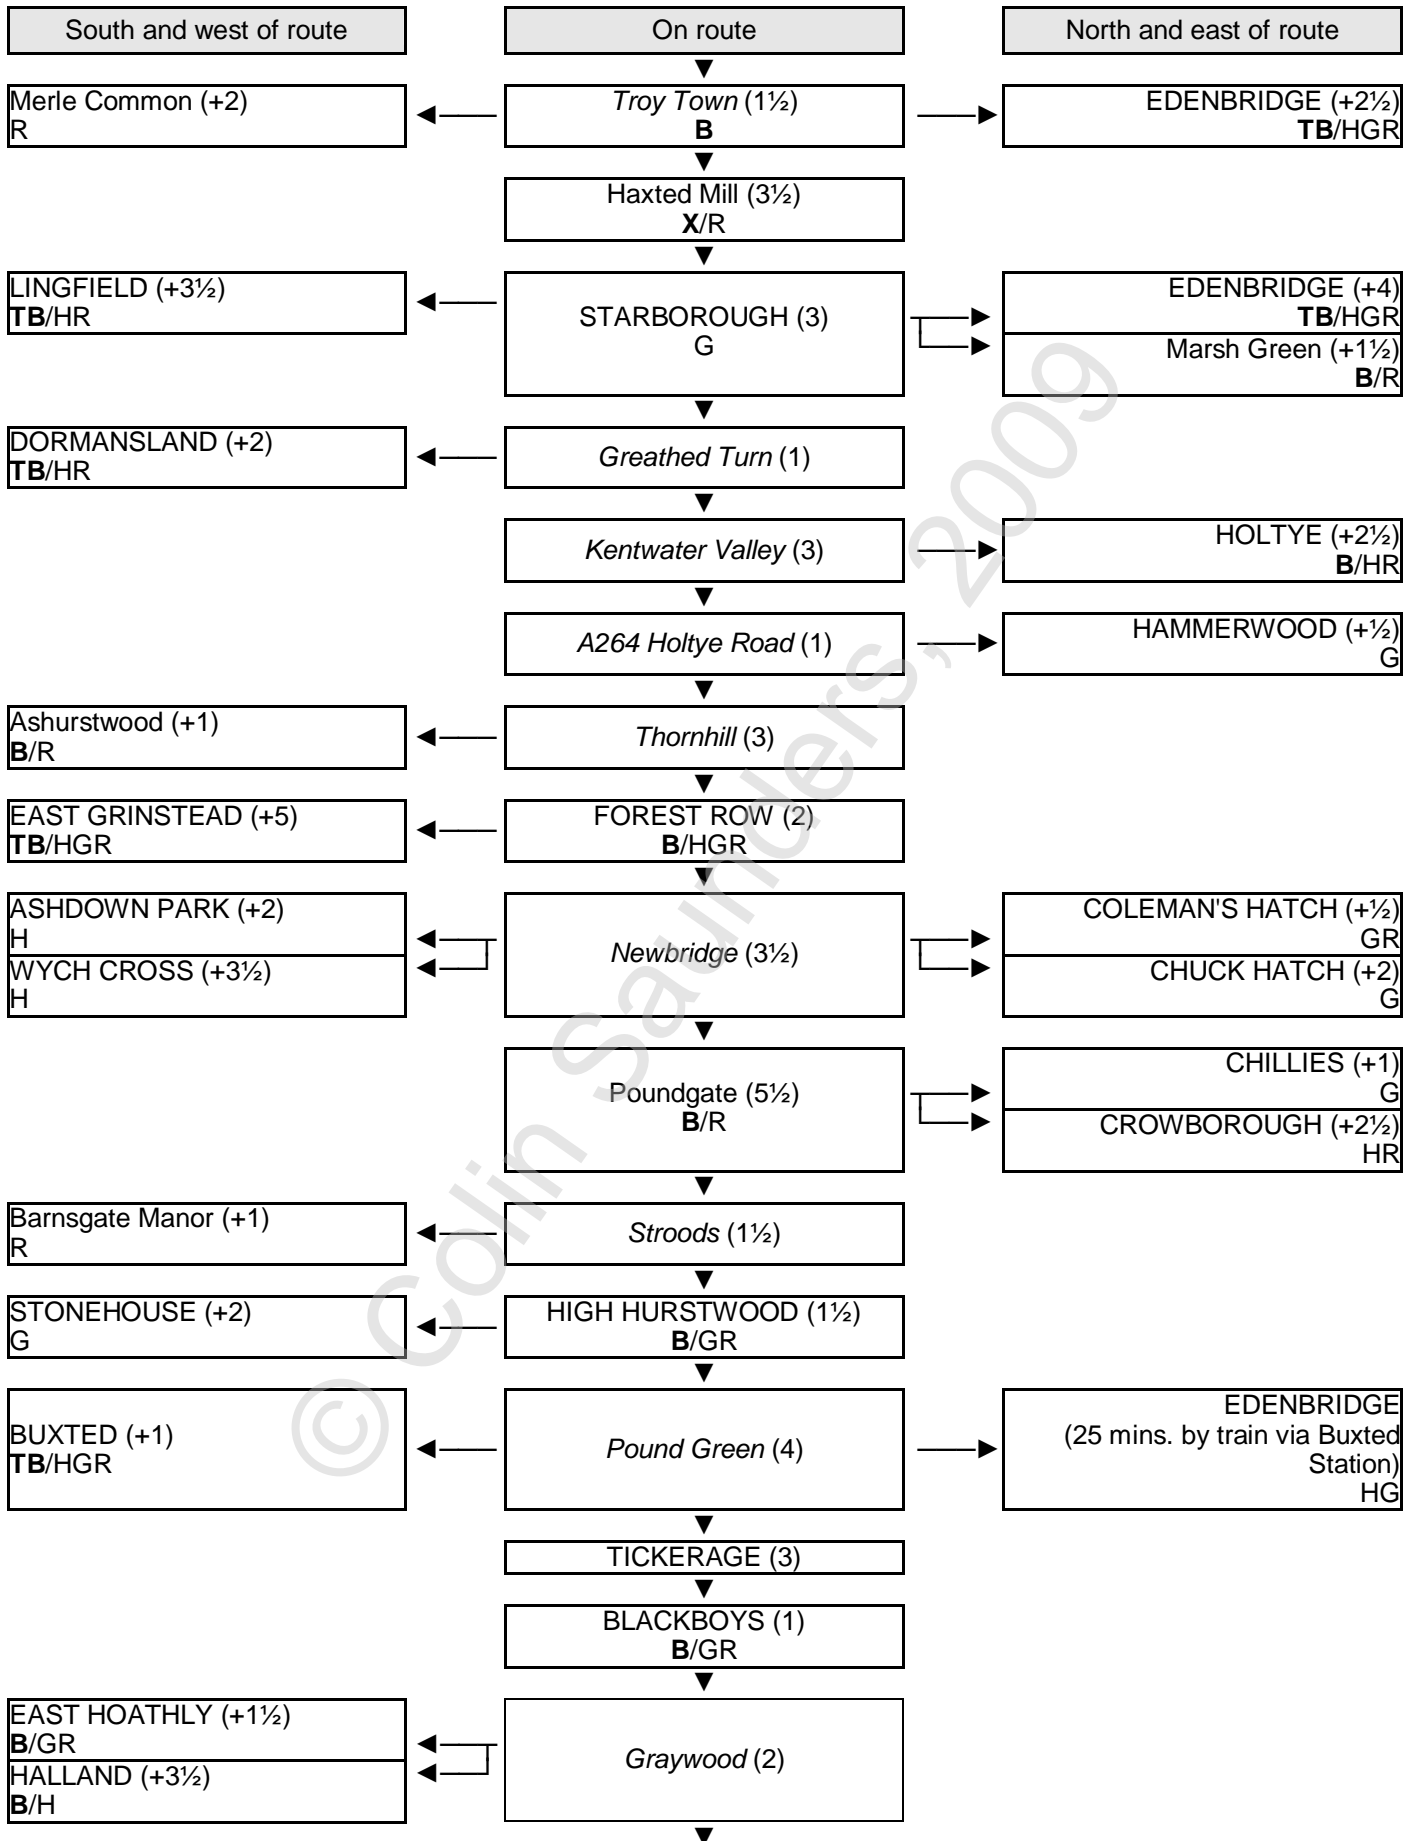 South and west of route
On route
North and east of route
Merle Common (+2)
R
Troy Town (1½)
B
EDENBRIDGE (+2½)
TB/HGR
Haxted Mill (3½)
X/R
LINGFIELD (+3½)
TB/HR
STARBOROUGH (3)
G
EDENBRIDGE (+4)
TB/HGR
Marsh Green (+1½)
B/R
DORMANSLAND (+2)
TB/HR
Greathed Turn (1)
Kentwater Valley (3)
HOLTYE (+2½)
B/HR
A264 Holtye Road (1)
HAMMERWOOD (+½)
G
Ashurstwood (+1)
B/R
Thornhill (3)
EAST GRINSTEAD (+5)
TB/HGR
FOREST ROW (2)
B/HGR
ASHDOWN PARK (+2)
H
WYCH CROSS (+3½)
H
Newbridge (3½)
COLEMAN'S HATCH (+½)
GR
CHUCK HATCH (+2)
G
Poundgate (5½)
B/R
CHILLIES (+1)
G
CROWBOROUGH (+2½)
HR
Barnsgate Manor (+1)
R
Stroods (1½)
STONEHOUSE (+2)
G
HIGH HURSTWOOD (1½)
B/GR
BUXTED (+1)
TB/HGR
Pound Green (4)
EDENBRIDGE
(25 mins. by train via Buxted
Station)
HG
TICKERAGE (3)
BLACKBOYS (1)
B/GR
EAST HOATHLY (+1½)
B/GR
HALLAND (+3½)
B/H
Graywood (2)
© Colin Saunders, 2009